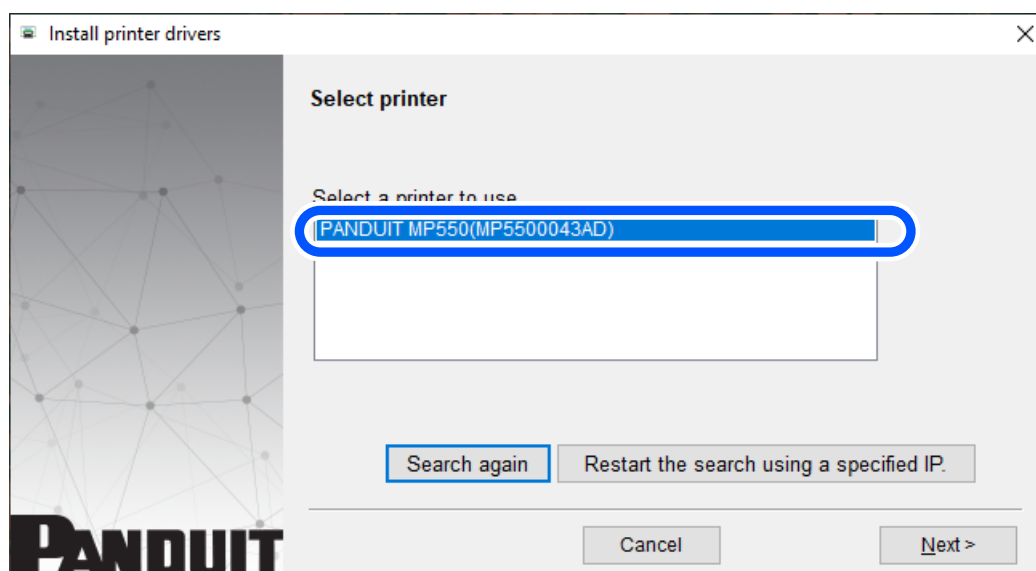 Install printer drivers
Select printer
Select a printer to use
PANDUIT MP550(MP5500043AD)
Search again
Restart the search using a specified IP.
PANDUIT
Cancel
Next >